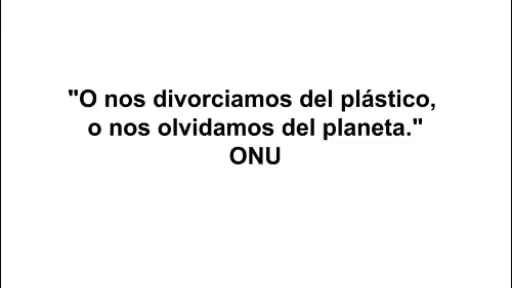 "O nos divorciamos del plástico,
o nos olvidamos del planeta."
ONU